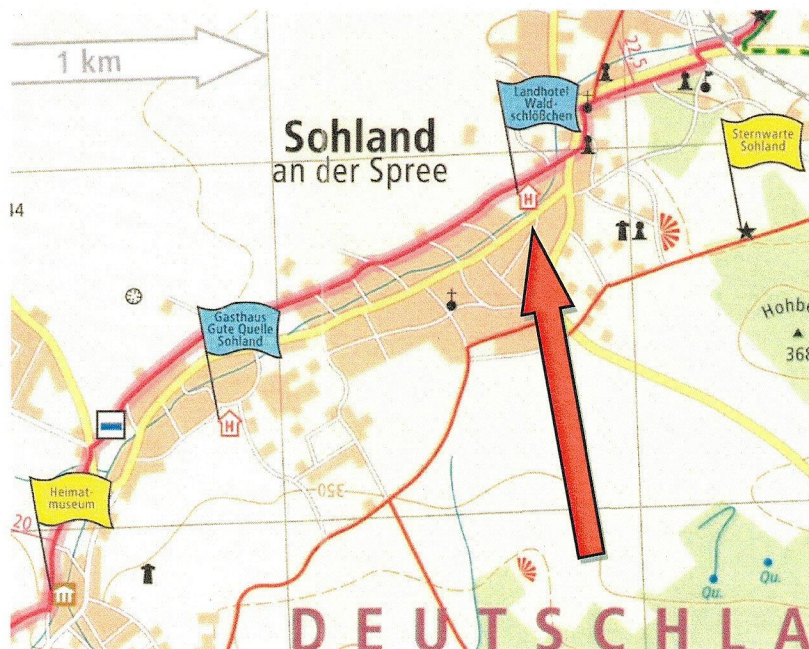 1 km
Sohland
an der Spree
44
22,5
Landhotel
Wald-
schlößchen
Sternwarte
Sohland
H
Gasthaus
Gute Quelle
Sohland
H
Hohbe
368
Heimat-
museum
20
350
Qu.
Qu.
DEUTSCHLA